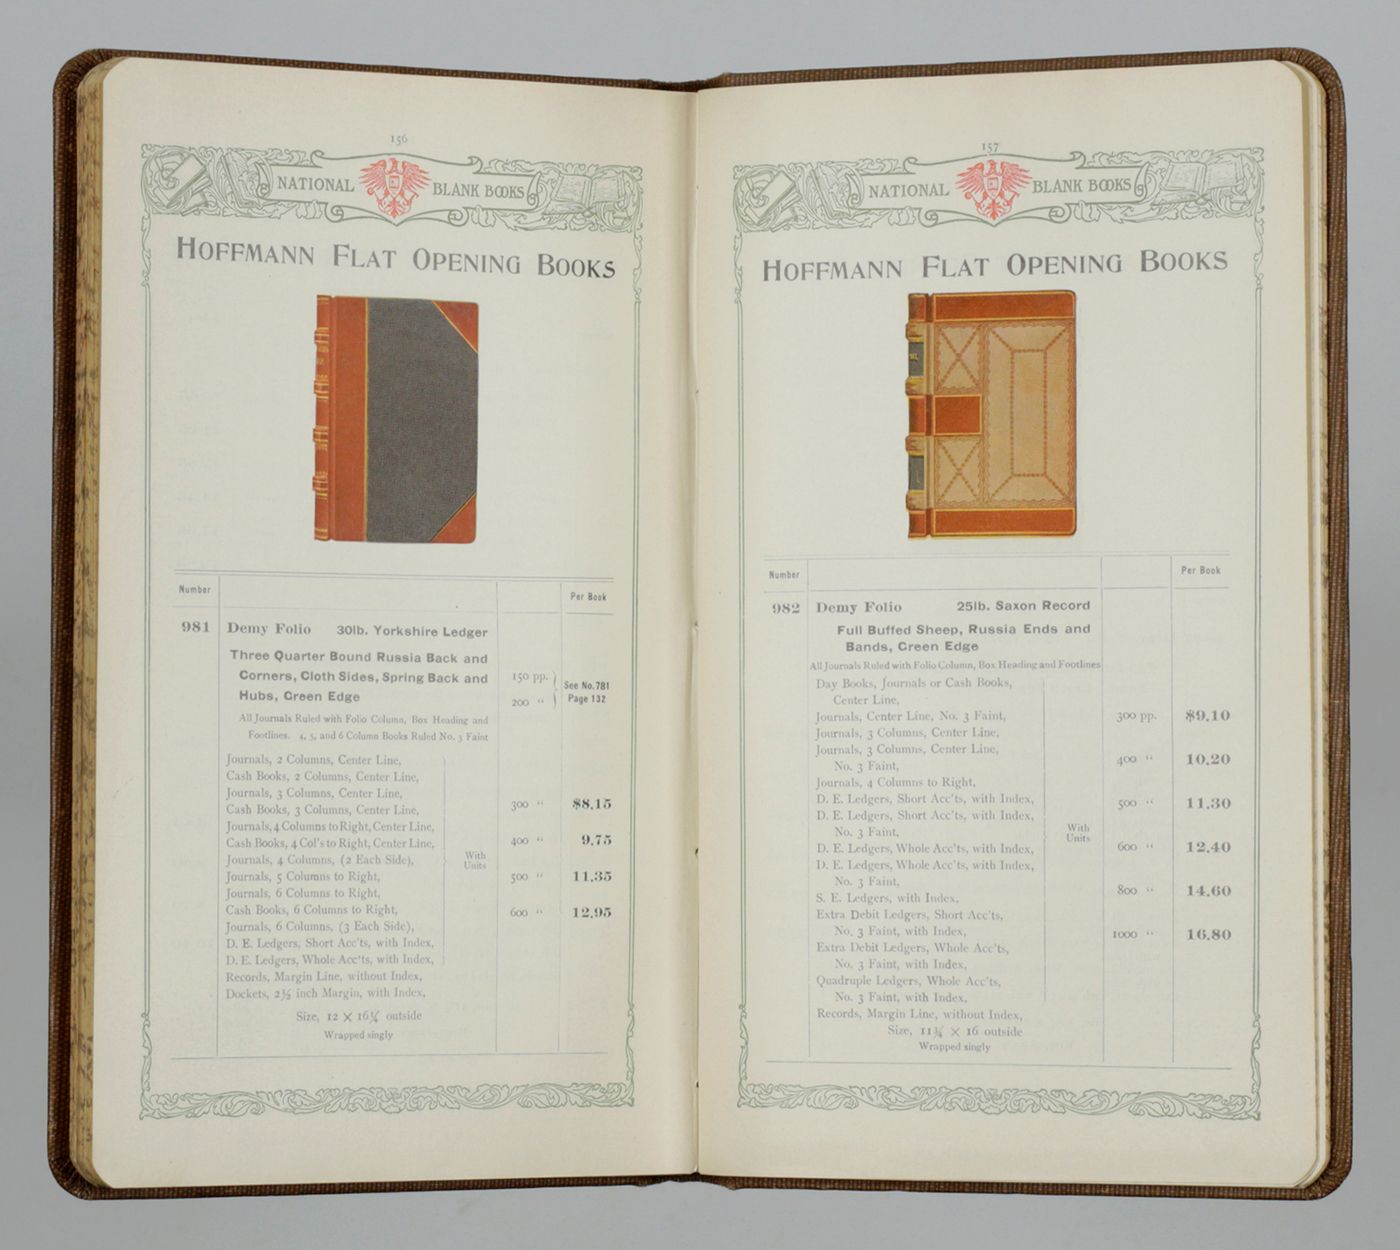 156
NATIONAL BLANK BOOKS
HOFFMANN FLAT OPENING BOOKS
Number
Per Book
981 Demy Folio 30lb. Yorkshire Ledger
Three Quarter Bound Russia Back and
Corners, Cloth Sides, Spring Back and
Hubs, Green Edge
150 pp.
200 "
See No. 781
Page 132
All Journals Ruled with Folio Column, Box Heading and
Footlines. 4, 5, and 6 Column Books Ruled No. 3 Faint
Journals, 2 Columns, Center Line,
Cash Books, 2 Columns, Center Line,
Journals, 3 Columns, Center Line,
Cash Books, 3 Columns, Center Line,
Journals, 4 Columns to Right, Center Line,
Cash Books, 4 Col's to Right, Center Line,
Journals, 4 Columns, (2 Each Side),
Journals, 5 Columns to Right,
Journals, 6 Columns to Right,
Cash Books, 6 Columns to Right,
Journals, 6 Columns, (3 Each Side),
D. E. Ledgers, Short Acc'ts, with Index,
D. E. Ledgers, Whole Acc'ts, with Index,
Records, Margin Line, without Index,
Dockets, 2½ inch Margin, with Index,
With
Units
300 " $8.15
400 " 9.75
500 " 11.35
600 " 12.95
Size, 12 × 16¼ outside
Wrapped singly
157
NATIONAL BLANK BOOKS
HOFFMANN FLAT OPENING BOOKS
Number
Per Book
982 Demy Folio 25lb. Saxon Record
Full Buffed Sheep, Russia Ends and
Bands, Green Edge
All Journals Ruled with Folio Column, Box Heading and Footlines
Day Books, Journals or Cash Books,
Center Line,
Journals, Center Line, No. 3 Faint,
Journals, 3 Columns, Center Line,
Journals, 3 Columns, Center Line,
No. 3 Faint,
Journals, 4 Columns to Right,
D. E. Ledgers, Short Acc'ts, with Index,
D. E. Ledgers, Short Acc'ts, with Index,
No. 3 Faint,
D. E. Ledgers, Whole Acc'ts, with Index,
D. E. Ledgers, Whole Acc'ts, with Index,
No. 3 Faint,
S. E. Ledgers, with Index,
Extra Debit Ledgers, Short Acc'ts,
No. 3 Faint, with Index,
Extra Debit Ledgers, Whole Acc'ts,
No. 3 Faint, with Index,
Quadruple Ledgers, Whole Acc'ts,
No. 3 Faint, with Index,
Records, Margin Line, without Index,
With
Units
300 pp. $9.10
400 " 10.20
500 " 11.30
600 " 12.40
800 " 14.60
1000 " 16.80
Size, 11¾ × 16 outside
Wrapped singly